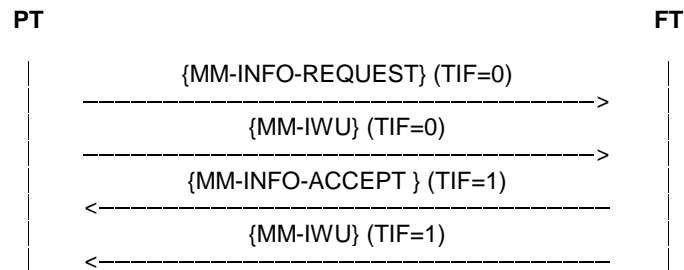 PT FT
{MM-INFO-REQUEST} (TIF=0)
{MM-IWU} (TIF=0)
{MM-INFO-ACCEPT } (TIF=1)
{MM-IWU} (TIF=1)